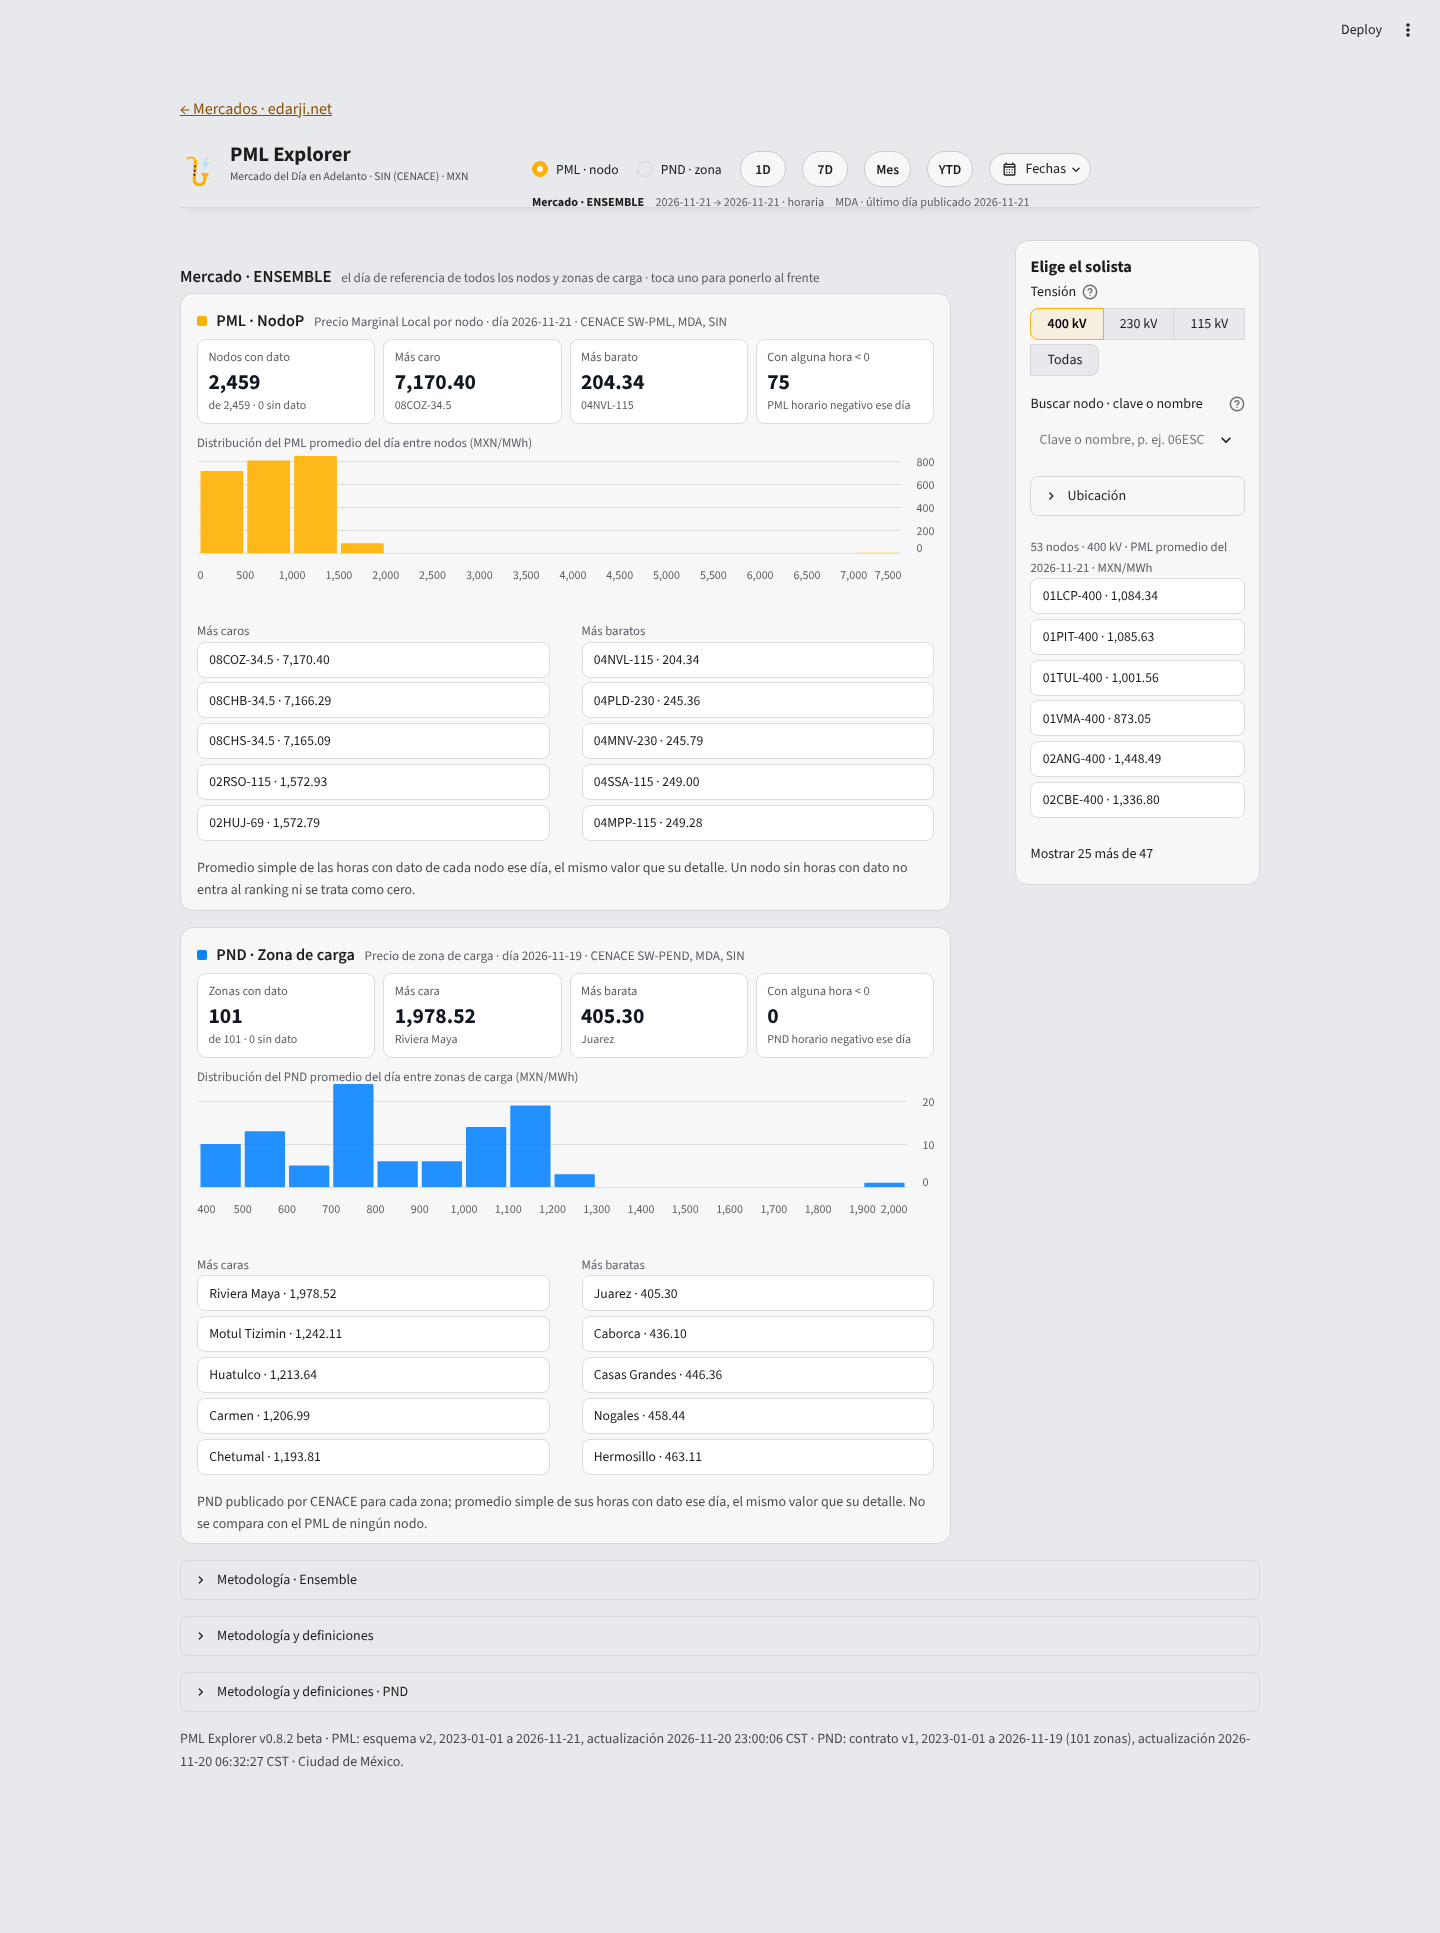 Deploy
← Mercados · edarji.net
PML Explorer
Mercado del Día en Adelanto · SIN (CENACE) · MXN
PML · nodo
PND · zona
1D
7D
Mes
YTD
Fechas
Mercado · ENSEMBLE 2026-11-21 → 2026-11-21 · horaria MDA · último día publicado 2026-11-21
Mercado · ENSEMBLE el día de referencia de todos los nodos y zonas de carga · toca uno para ponerlo al frente
PML · NodoP Precio Marginal Local por nodo · día 2026-11-21 · CENACE SW-PML, MDA, SIN
Nodos con dato
2,459
de 2,459 · 0 sin dato
Más caro
7,170.40
08COZ-34.5
Más barato
204.34
04NVL-115
Con alguna hora < 0
75
PML horario negativo ese día
Distribución del PML promedio del día entre nodos (MXN/MWh)
800
600
400
200
0
0 500 1,000 1,500 2,000 2,500 3,000 3,500 4,000 4,500 5,000 5,500 6,000 6,500 7,000 7,500
Más caros
08COZ-34.5 · 7,170.40
08CHB-34.5 · 7,166.29
08CHS-34.5 · 7,165.09
02RSO-115 · 1,572.93
02HUJ-69 · 1,572.79
Más baratos
04NVL-115 · 204.34
04PLD-230 · 245.36
04MNV-230 · 245.79
04SSA-115 · 249.00
04MPP-115 · 249.28
Promedio simple de las horas con dato de cada nodo ese día, el mismo valor que su detalle. Un nodo sin horas con dato no
entra al ranking ni se trata como cero.
PND · Zona de carga Precio de zona de carga · día 2026-11-19 · CENACE SW-PEND, MDA, SIN
Zonas con dato
101
de 101 · 0 sin dato
Más cara
1,978.52
Riviera Maya
Más barata
405.30
Juarez
Con alguna hora < 0
0
PND horario negativo ese día
Distribución del PND promedio del día entre zonas de carga (MXN/MWh)
20
10
0
400 500 600 700 800 900 1,000 1,100 1,200 1,300 1,400 1,500 1,600 1,700 1,800 1,900 2,000
Más caras
Riviera Maya · 1,978.52
Motul Tizimin · 1,242.11
Huatulco · 1,213.64
Carmen · 1,206.99
Chetumal · 1,193.81
Más baratas
Juarez · 405.30
Caborca · 436.10
Casas Grandes · 446.36
Nogales · 458.44
Hermosillo · 463.11
PND publicado por CENACE para cada zona; promedio simple de sus horas con dato ese día, el mismo valor que su detalle. No
se compara con el PML de ningún nodo.
Elige el solista
Tensión
400 kV
230 kV
115 kV
Todas
Buscar nodo · clave o nombre
Clave o nombre, p. ej. 06ESC
Ubicación
53 nodos · 400 kV · PML promedio del
2026-11-21 · MXN/MWh
01LCP-400 · 1,084.34
01PIT-400 · 1,085.63
01TUL-400 · 1,001.56
01VMA-400 · 873.05
02ANG-400 · 1,448.49
02CBE-400 · 1,336.80
Mostrar 25 más de 47
Metodología · Ensemble
Metodología y definiciones
Metodología y definiciones · PND
PML Explorer v0.8.2 beta · PML: esquema v2, 2023-01-01 a 2026-11-21, actualización 2026-11-20 23:00:06 CST · PND: contrato v1, 2023-01-01 a 2026-11-19 (101 zonas), actualización 2026-
11-20 06:32:27 CST · Ciudad de México.